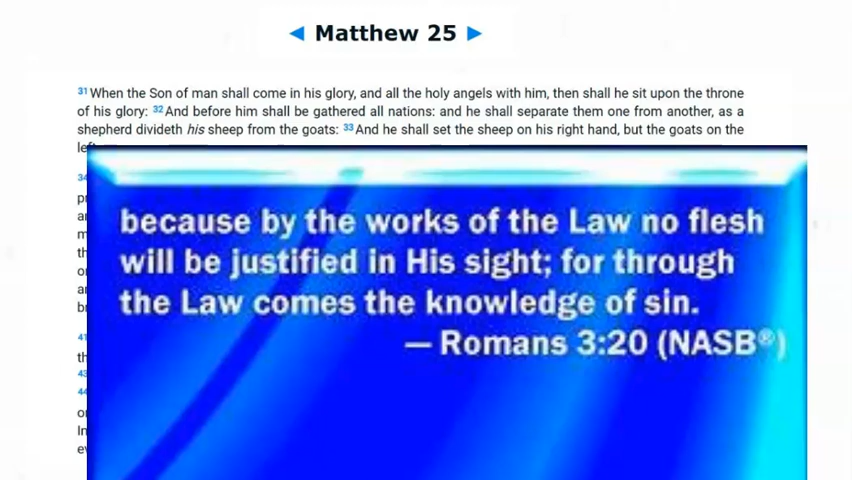 Matthew 25
31 When the Son of man shall come in his glory, and all the holy angels with him, then shall he sit upon the throne
of his glory: 32 And before him shall be gathered all nations: and he shall separate them one from another, as a
shepherd divideth his sheep from the goats: 33 And he shall set the sheep on his right hand, but the goats on the
because by the works of the Law no flesh
will be justified in His sight; for through
the Law comes the knowledge of sin.
— Romans 3:20 (NASB®)
34
41
43
44